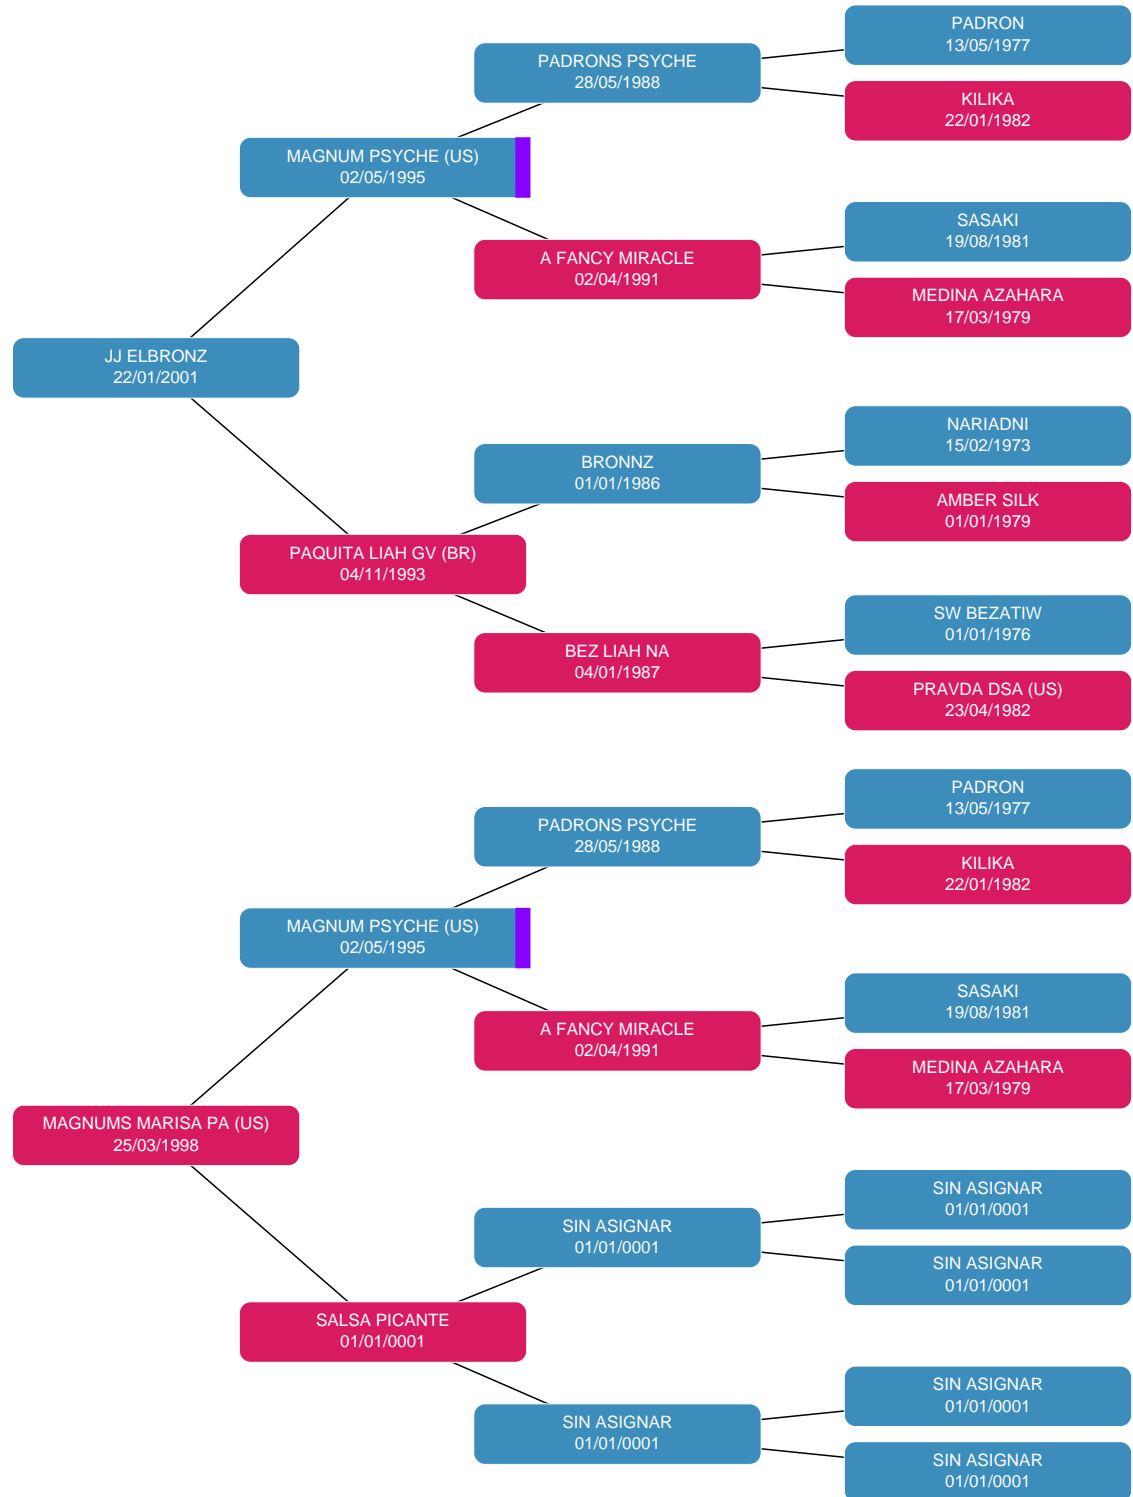 PADRON
13/05/1977
PADRONS PSYCHE
28/05/1988
KILIKA
22/01/1982
MAGNUM PSYCHE (US)
02/05/1995
SASAKI
19/08/1981
A FANCY MIRACLE
02/04/1991
MEDINA AZAHARA
17/03/1979
JJ ELBRONZ
22/01/2001
NARIADNI
15/02/1973
BRONNZ
01/01/1986
AMBER SILK
01/01/1979
PAQUITA LIAH GV (BR)
04/11/1993
SW BEZATIW
01/01/1976
BEZ LIAH NA
04/01/1987
PRAVDA DSA (US)
23/04/1982
PADRON
13/05/1977
PADRONS PSYCHE
28/05/1988
KILIKA
22/01/1982
MAGNUM PSYCHE (US)
02/05/1995
SASAKI
19/08/1981
A FANCY MIRACLE
02/04/1991
MEDINA AZAHARA
17/03/1979
MAGNUMS MARISA PA (US)
25/03/1998
SIN ASIGNAR
01/01/0001
SIN ASIGNAR
01/01/0001
SIN ASIGNAR
01/01/0001
SALSA PICANTE
01/01/0001
SIN ASIGNAR
01/01/0001
SIN ASIGNAR
01/01/0001
SIN ASIGNAR
01/01/0001